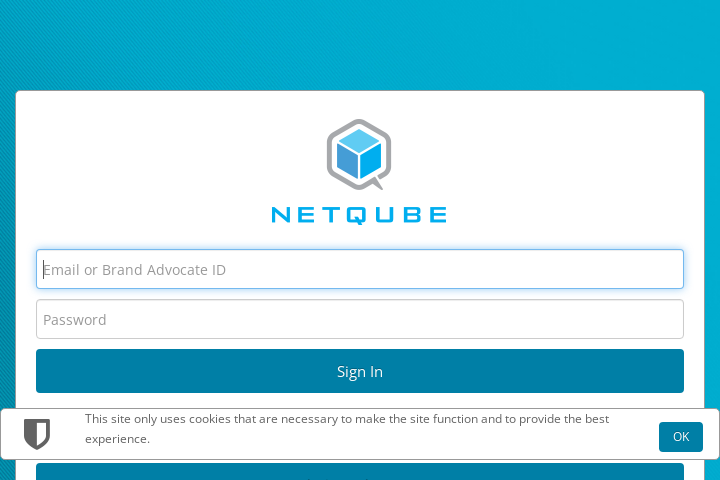 NETQUBE
Email or Brand Advocate ID
Password
Sign In
This site only uses cookies that are necessary to make the site function and to provide the best
experience.
OK